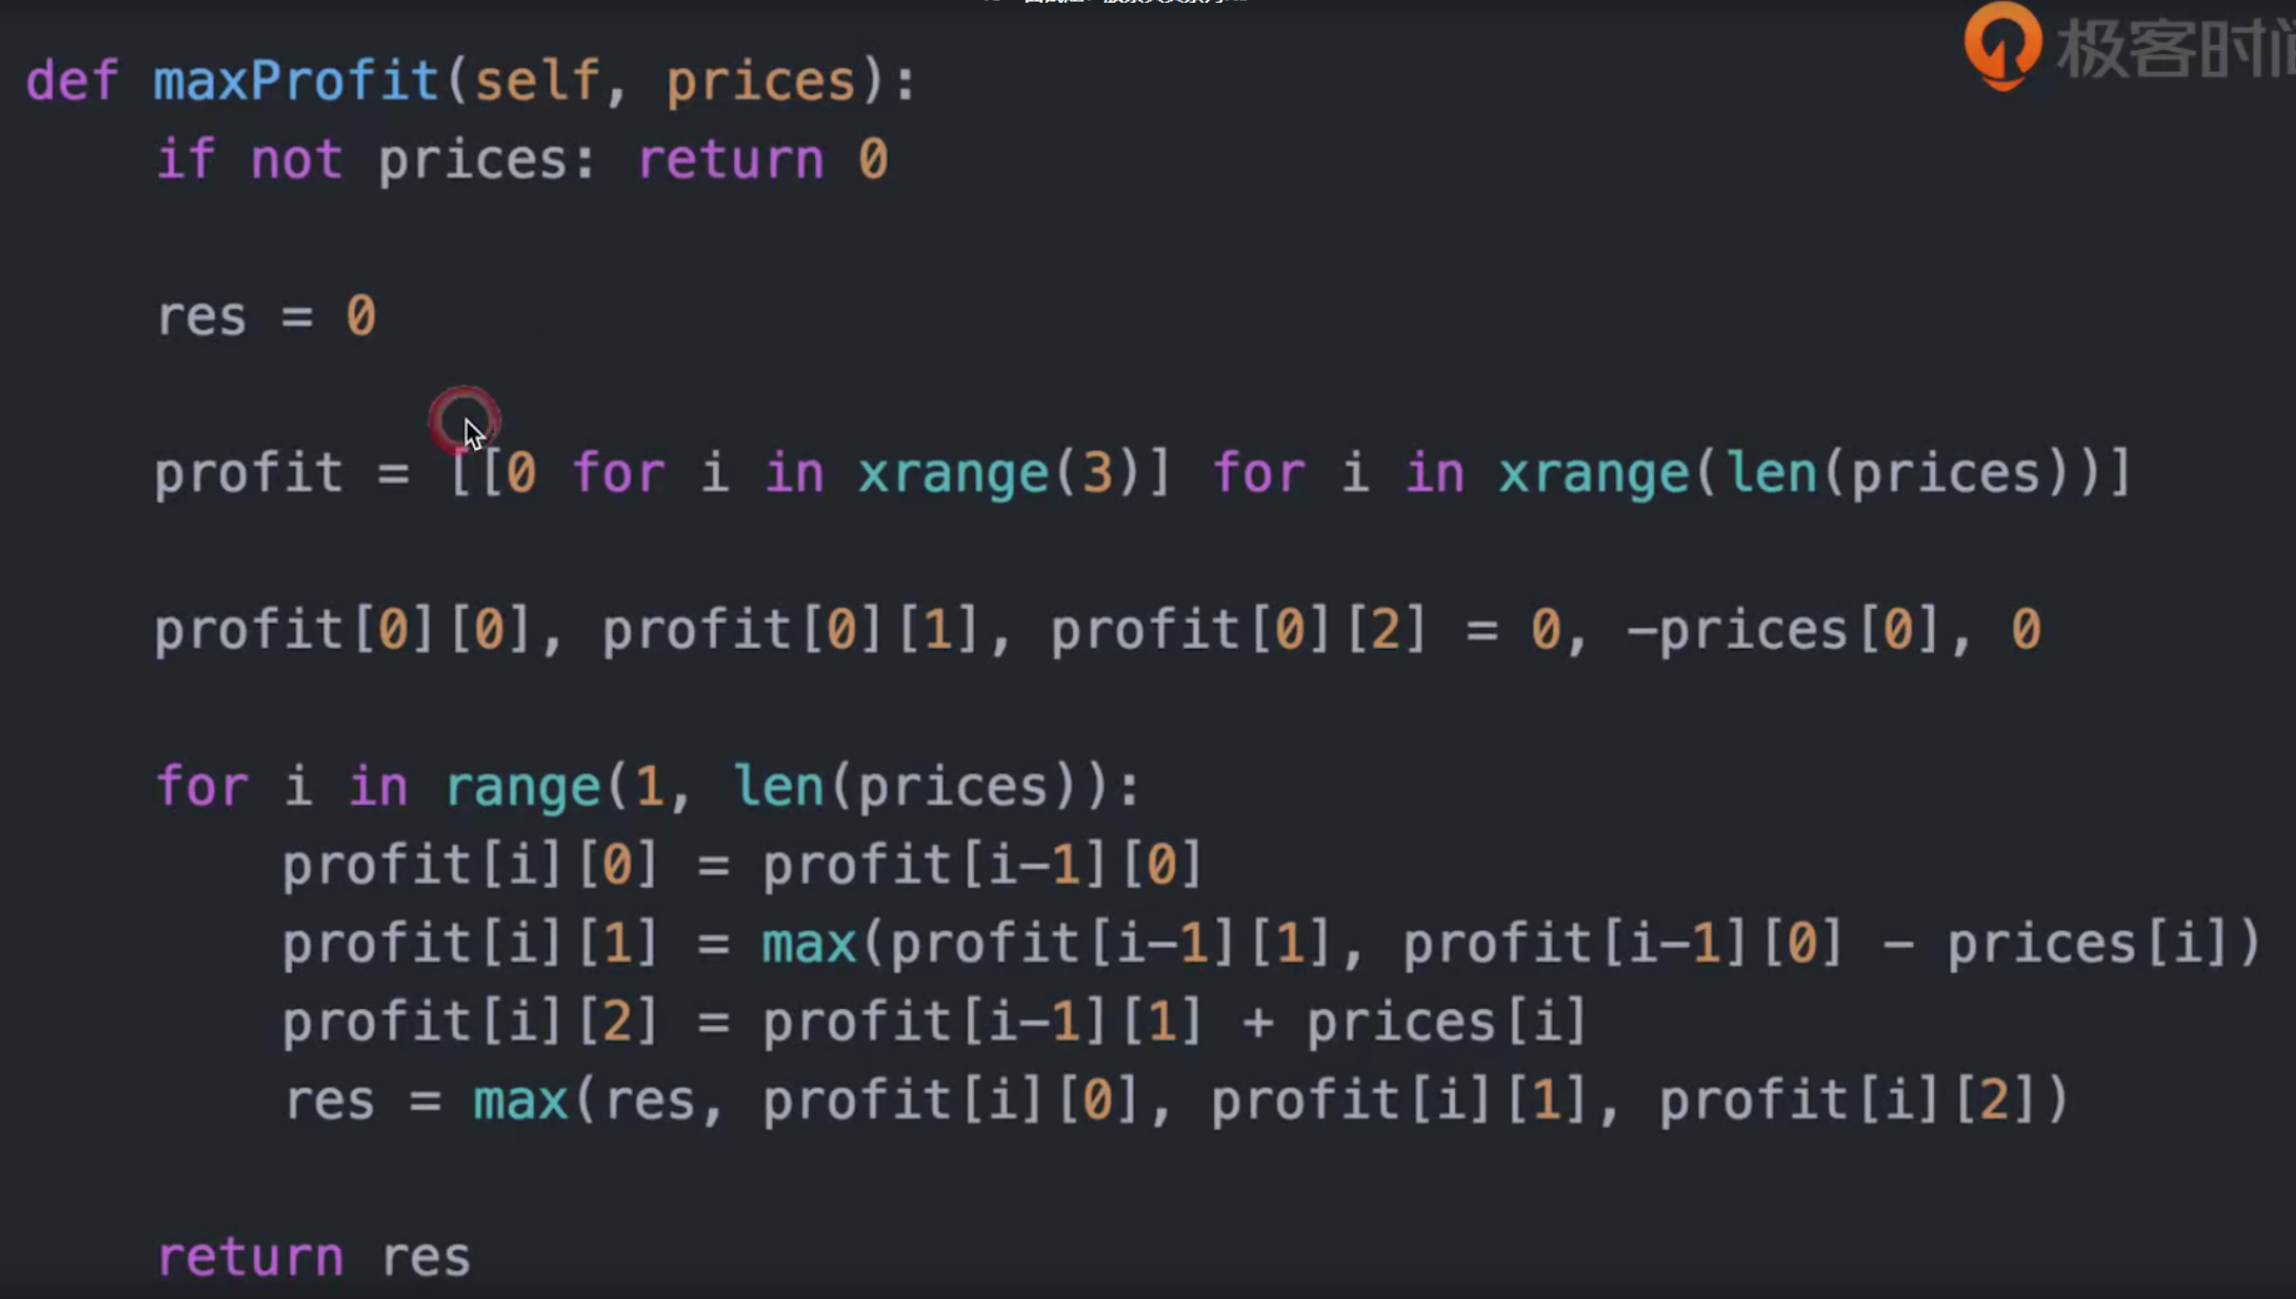 极客时间
def maxProfit(self, prices):
    if not prices: return 0
    res = 0
    profit = [[0 for i in xrange(3)] for i in xrange(len(prices))]
    profit[0][0], profit[0][1], profit[0][2] = 0, -prices[0], 0
    for i in range(1, len(prices)):
        profit[i][0] = profit[i-1][0]
        profit[i][1] = max(profit[i-1][1], profit[i-1][0] - prices[i])
        profit[i][2] = profit[i-1][1] + prices[i]
        res = max(res, profit[i][0], profit[i][1], profit[i][2])
    return res